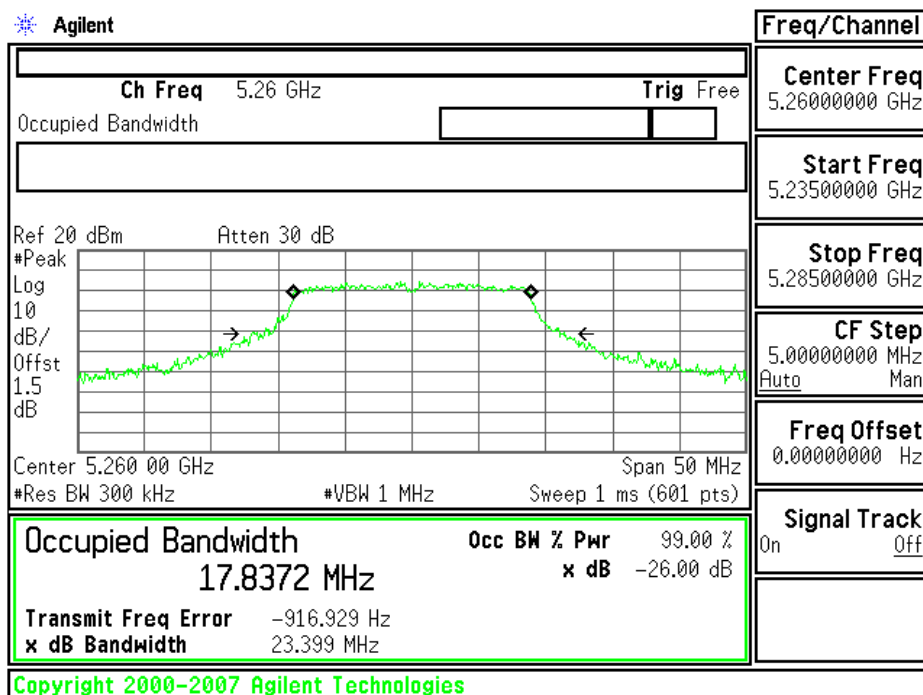 Agilent
Freq/Channel
Ch Freq 5.26 GHz Trig Free
Occupied Bandwidth
Center Freq
5.26000000 GHz
Start Freq
5.23500000 GHz
Stop Freq
5.28500000 GHz
CF Step
5.00000000 MHz
Auto Man
Freq Offset
0.00000000 Hz
Signal Track
On Off
Ref 20 dBm Atten 30 dB
#Peak
Log
10
dB/
Offst
1.5
dB
Center 5.260 00 GHz Span 50 MHz
#Res BW 300 kHz #VBW 1 MHz Sweep 1 ms (601 pts)
Occupied Bandwidth
17.8372 MHz
Occ BW % Pwr 99.00 %
x dB -26.00 dB
Transmit Freq Error -916.929 Hz
x dB Bandwidth 23.399 MHz
Copyright 2000-2007 Agilent Technologies